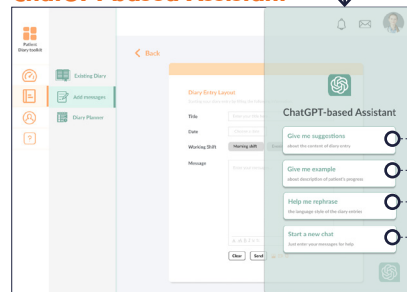 ChatGPT-based Assistant
Patient
Diary toolkit
Existing Diary
Add messages
Diary Planner
Back
Diary Entry Layout
Title
Date
Working Shift
Morning shift
Message
Clear
Send
ChatGPT-based Assistant
Give me suggestions
about the content of diary entry
Give me example
about description of patient's progress
Help me rephrase
the language style of the diary entries
Start a new chat
Just enter your messages for help